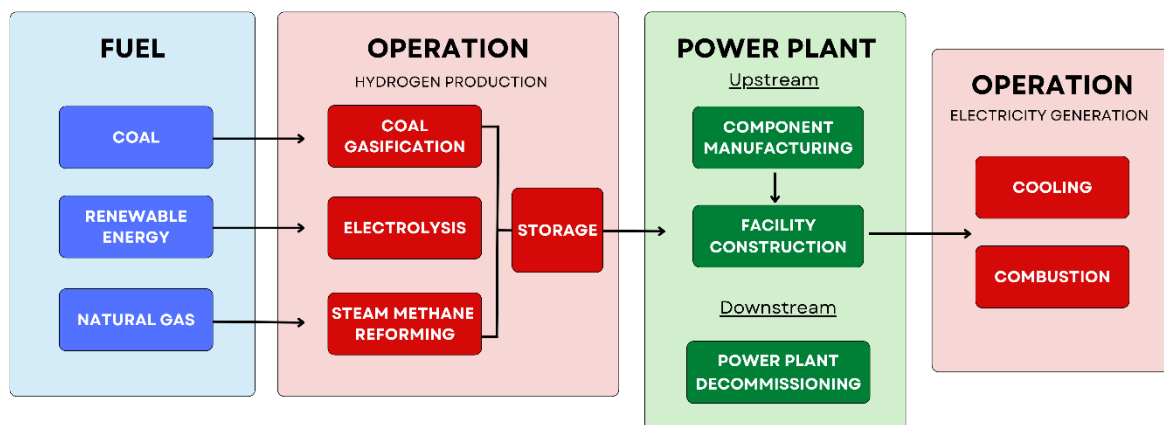 FUEL
COAL
RENEWABLE
ENERGY
NATURAL GAS
OPERATION
HYDROGEN PRODUCTION
COAL
GASIFICATION
ELECTROLYSIS
STEAM METHANE
REFORMING
STORAGE
POWER PLANT
Upstream
COMPONENT
MANUFACTURING
FACILITY
CONSTRUCTION
Downstream
POWER PLANT
DECOMMISSIONING
OPERATION
ELECTRICITY GENERATION
COOLING
COMBUSTION